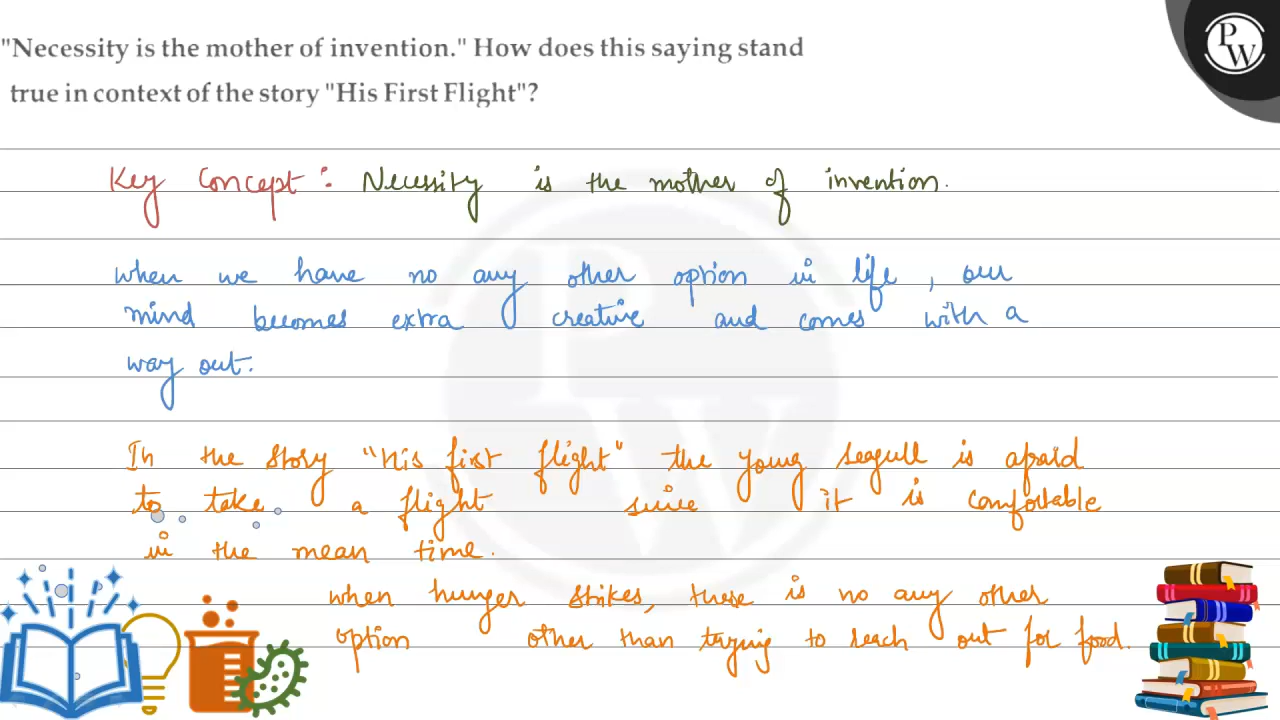 "Necessity is the mother of invention." How does this saying stand
true in context of the story "His First Flight"?
P
W
Key Concept: Necessity is the mother of invention.
when we have no any other option in life, our
mind becomes extra creative and comes with a
way out.
In the story "His first flight" the young seagull is afraid
to take a flight since it is comfortable
in the mean time.
when hunger strikes, there is no any other
option other than trying to reach out for food.